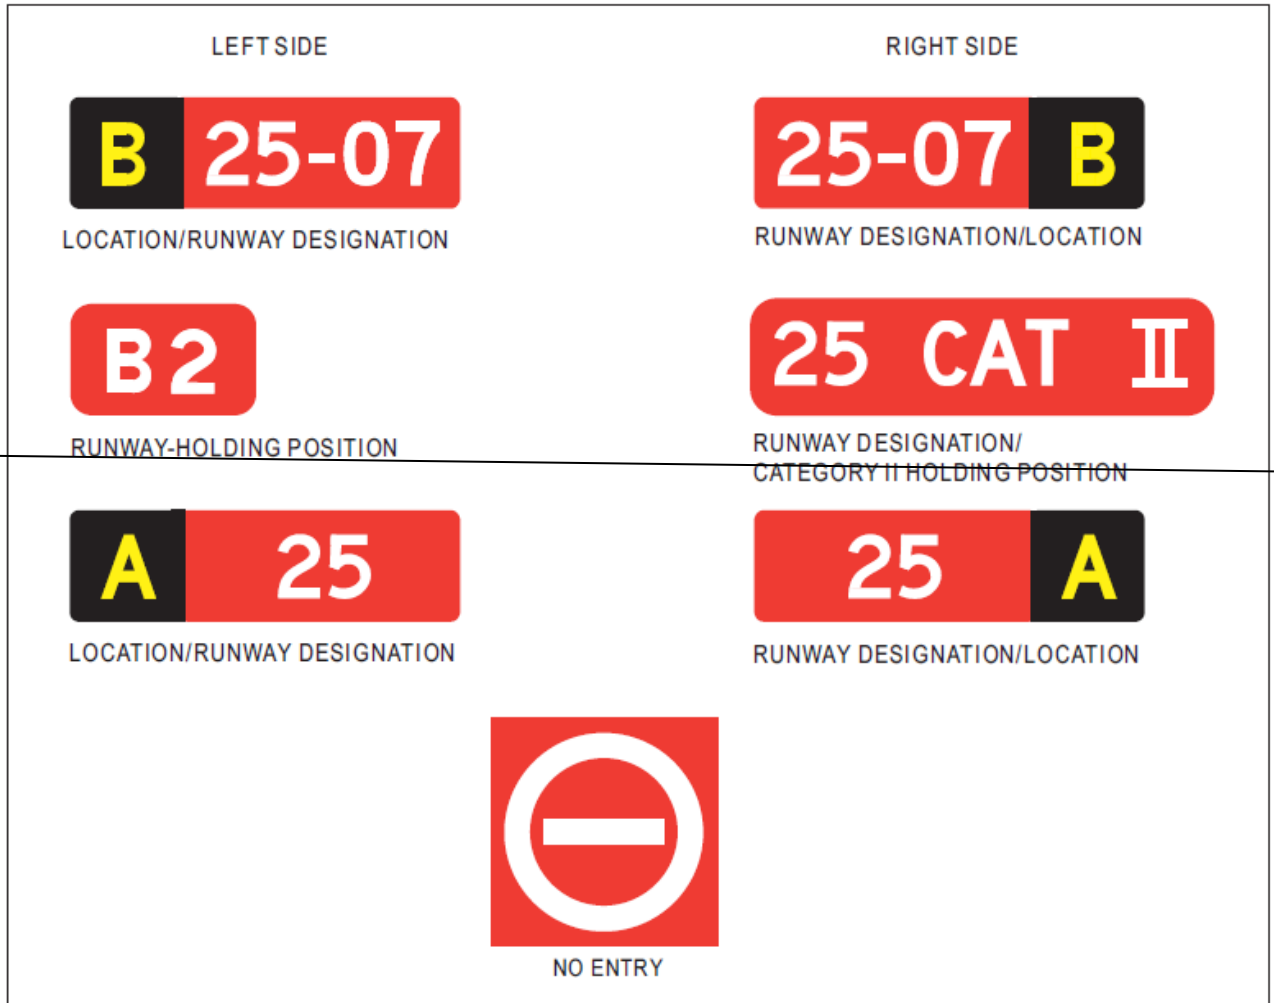 LEFT SIDE
RIGHT SIDE
B 25-07
25-07 B
LOCATION/RUNWAY DESIGNATION
RUNWAY DESIGNATION/LOCATION
B2
25 CAT II
RUNWAY-HOLDING POSITION
RUNWAY DESIGNATION/
CATEGORY II HOLDING POSITION
A 25
25 A
LOCATION/RUNWAY DESIGNATION
RUNWAY DESIGNATION/LOCATION
NO ENTRY